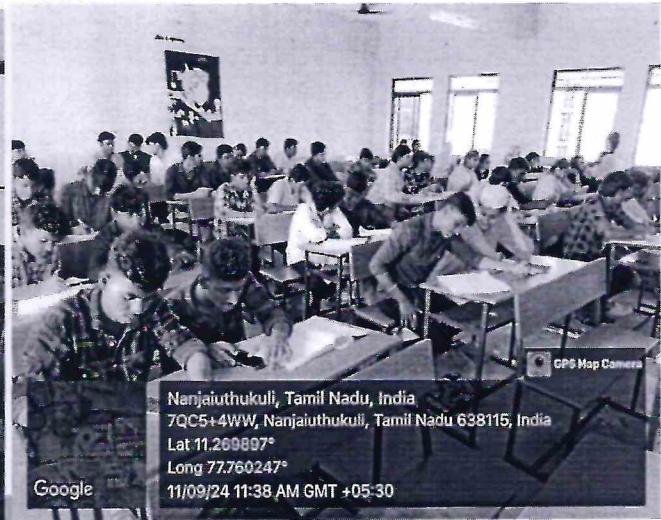 GPS Map Camera
Nanjaiuthukuli, Tamil Nadu, India
7QC5+4WW, Nanjaiuthukuli, Tamil Nadu 638115, India
Lat 11.269897°
Long 77.760247°
11/09/24 11:38 AM GMT +05:30
Google